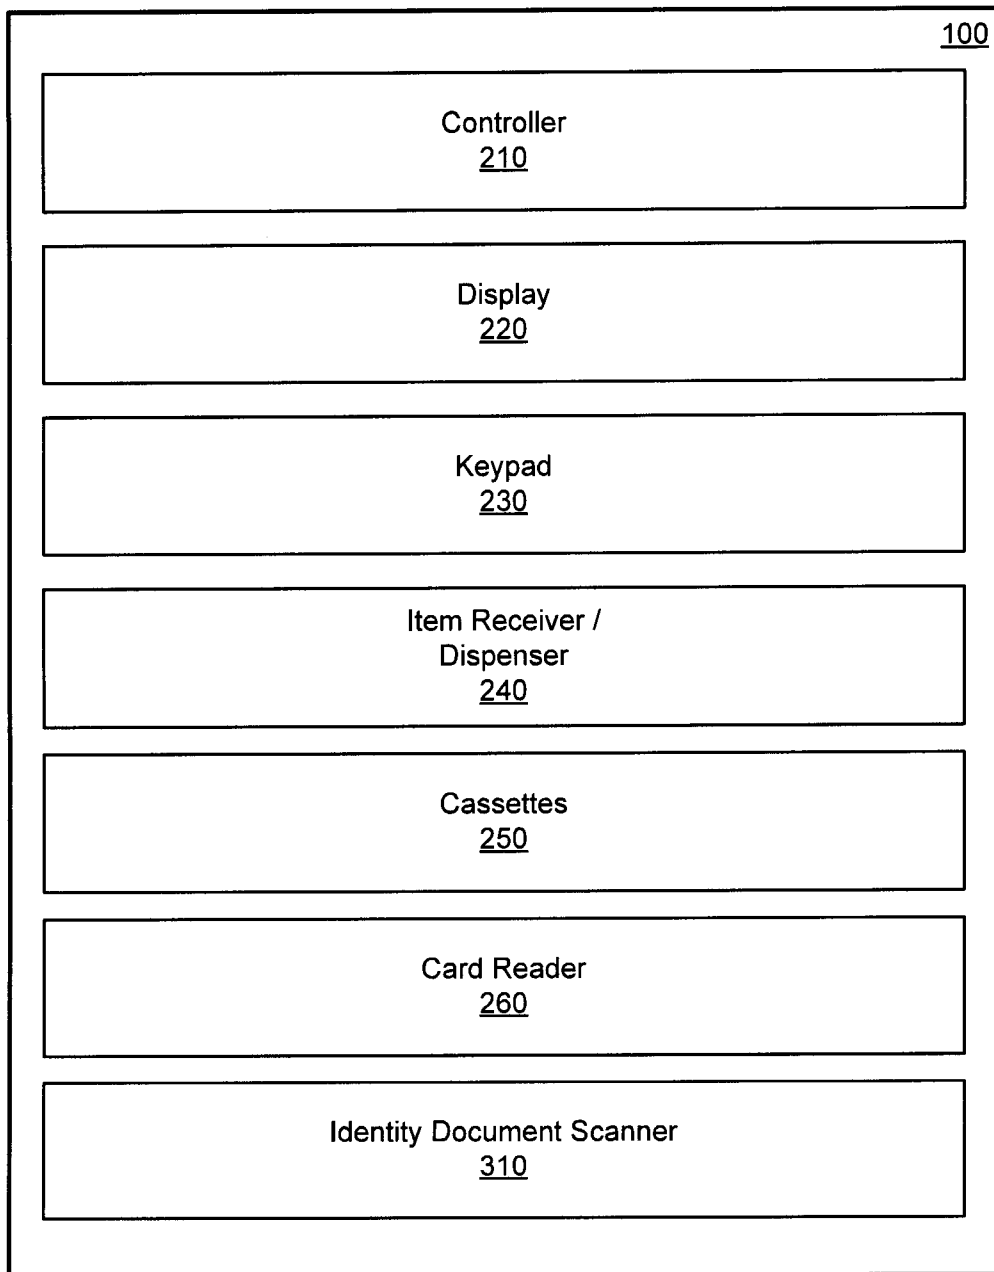 100
Controller
210
Display
220
Keypad
230
Item Receiver /
Dispenser
240
Cassettes
250
Card Reader
260
Identity Document Scanner
310